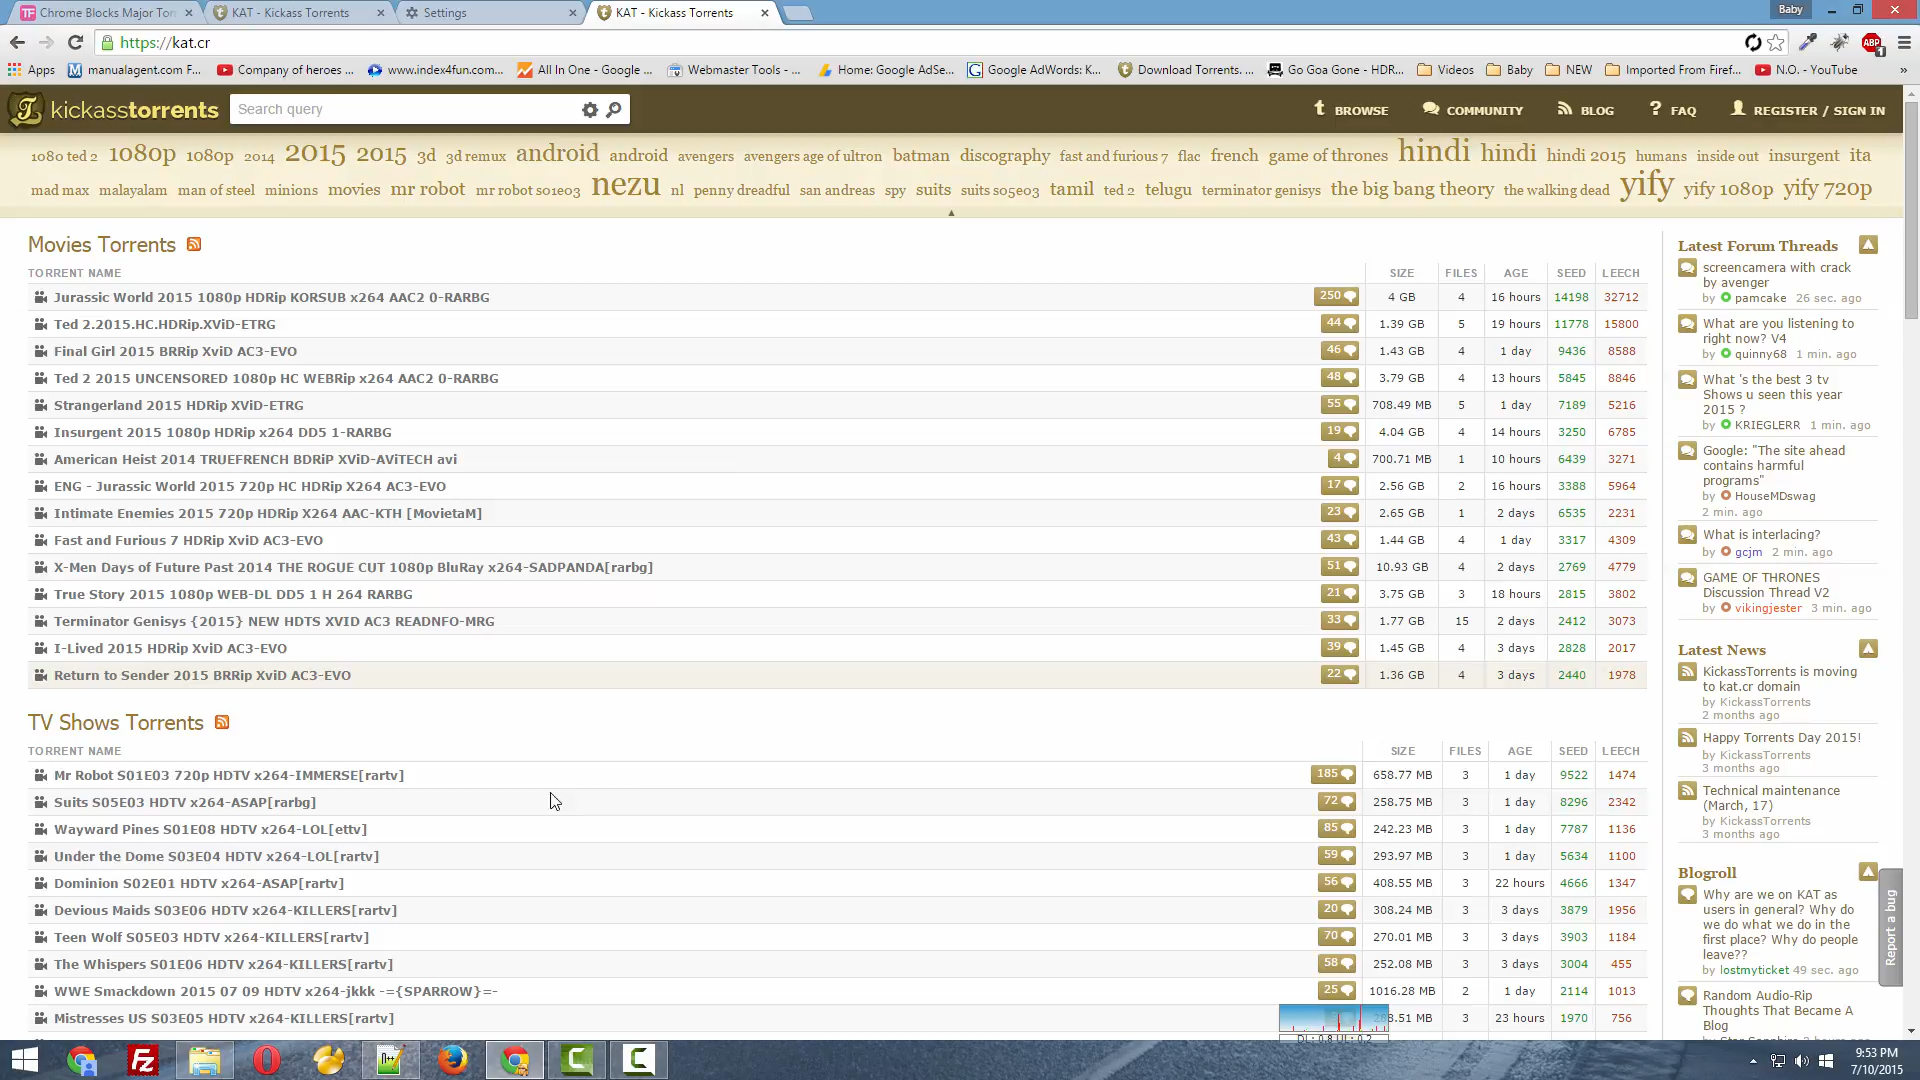 Chrome Blocks Major Torr
KAT - Kickass Torrents
Settings
KAT - Kickass Torrents
Baby
https://kat.cr
Apps
manualagent.com F...
Company of heroes ...
www.index4fun.com...
All In One - Google ...
Webmaster Tools - ...
Home: Google AdSe...
Google AdWords: K...
Download Torrents. ...
Go Goa Gone - HDR...
Videos
Baby
NEW
Imported From Firef...
N.O. - YouTube
ABP
1
kickasstorrents
Search query
BROWSE
COMMUNITY
BLOG
FAQ
REGISTER / SIGN IN
1080 ted 2 1080p 1080p 2014 2015 2015 3d 3d remux android android avengers avengers age of ultron batman discography fast and furious 7 flac french game of thrones hindi hindi hindi 2015 humans inside out insurgent ita
mad max malayalam man of steel minions movies mr robot mr robot s01e03 nezu nl penny dreadful san andreas spy suits suits s05e03 tamil ted 2 telugu terminator genisys the big bang theory the walking dead yify yify 1080p yify 720p
Movies Torrents
TORRENT NAME SIZE FILES AGE SEED LEECH
Jurassic World 2015 1080p HDRip KORSUB x264 AAC2 0-RARBG 250 4 GB 4 16 hours 14198 32712
Ted 2.2015.HC.HDRip.XViD-ETRG 44 1.39 GB 5 19 hours 11778 15800
Final Girl 2015 BRRip XviD AC3-EVO 46 1.43 GB 4 1 day 9436 8588
Ted 2 2015 UNCENSORED 1080p HC WEBRip x264 AAC2 0-RARBG 48 3.79 GB 4 13 hours 5845 8846
Strangerland 2015 HDRip XViD-ETRG 55 708.49 MB 5 1 day 7189 5216
Insurgent 2015 1080p HDRip x264 DD5 1-RARBG 19 4.04 GB 4 14 hours 3250 6785
American Heist 2014 TRUEFRENCH BDRiP XViD-AViTECH avi 4 700.71 MB 1 10 hours 6439 3271
ENG - Jurassic World 2015 720p HC HDRip X264 AC3-EVO 17 2.56 GB 2 16 hours 3388 5964
Intimate Enemies 2015 720p HDRip X264 AAC-KTH [MovietaM] 23 2.65 GB 1 2 days 6535 2231
Fast and Furious 7 HDRip XviD AC3-EVO 43 1.44 GB 4 1 day 3317 4309
X-Men Days of Future Past 2014 THE ROGUE CUT 1080p BluRay x264-SADPANDA[rarbg] 51 10.93 GB 4 2 days 2769 4779
True Story 2015 1080p WEB-DL DD5 1 H 264 RARBG 21 3.75 GB 3 18 hours 2815 3802
Terminator Genisys {2015} NEW HDTS XVID AC3 READNFO-MRG 33 1.77 GB 15 2 days 2412 3073
I-Lived 2015 HDRip XviD AC3-EVO 39 1.45 GB 4 3 days 2828 2017
Return to Sender 2015 BRRip XviD AC3-EVO 22 1.36 GB 4 3 days 2440 1978
TV Shows Torrents
TORRENT NAME SIZE FILES AGE SEED LEECH
Mr Robot S01E03 720p HDTV x264-IMMERSE[rartv] 185 658.77 MB 3 1 day 9522 1474
Suits S05E03 HDTV x264-ASAP[rarbg] 72 258.75 MB 3 1 day 8296 2342
Wayward Pines S01E08 HDTV x264-LOL[ettv] 85 242.23 MB 3 1 day 7787 1136
Under the Dome S03E04 HDTV x264-LOL[rartv] 59 293.97 MB 3 1 day 5634 1100
Dominion S02E01 HDTV x264-ASAP[rartv] 56 408.55 MB 3 22 hours 4666 1347
Devious Maids S03E06 HDTV x264-KILLERS[rartv] 20 308.24 MB 3 3 days 3879 1956
Teen Wolf S05E03 HDTV x264-KILLERS[rartv] 70 270.01 MB 3 3 days 3903 1184
The Whispers S01E06 HDTV x264-KILLERS[rartv] 58 252.08 MB 3 3 days 3004 455
WWE Smackdown 2015 07 09 HDTV x264-jkkk -={SPARROW}=- 25 1016.28 MB 2 1 day 2114 1013
Mistresses US S03E05 HDTV x264-KILLERS[rartv] 8.51 MB 3 23 hours 1970 756
Latest Forum Threads
screencamera with crack
by avenger
by pamcake 26 sec. ago
What are you listening to
right now? V4
by quinny68 1 min. ago
What 's the best 3 tv
Shows u seen this year
2015 ?
by KRIEGLERR 1 min. ago
Google: "The site ahead
contains harmful
programs"
by HouseMDswag
2 min. ago
What is interlacing?
by gcjm 2 min. ago
GAME OF THRONES
Discussion Thread V2
by vikingjester 3 min. ago
Latest News
KickassTorrents is moving
to kat.cr domain
by KickassTorrents
2 months ago
Happy Torrents Day 2015!
by KickassTorrents
3 months ago
Technical maintenance
(March, 17)
by KickassTorrents
3 months ago
Blogroll
Why are we on KAT as
users in general? Why do
we do what we do in the
first place? Why do people
leave??
by lostmyticket 49 sec. ago
Random Audio-Rip
Thoughts That Became A
Blog
Report a bug
9:53 PM
7/10/2015